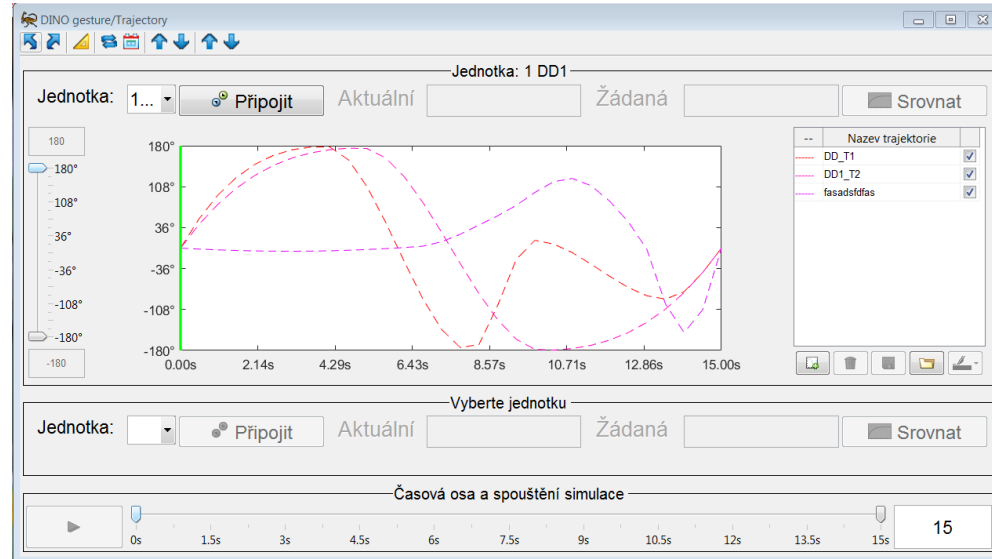 DINO gesture/Trajectory
Jednotka: 1 DD1
Jednotka: 1... Připojit Aktuální Žádaná Srovnat
180
180°
108°
36°
-36°
-108°
-180°
-180
180°
108°
36°
-36°
-108°
-180°
0.00s 2.14s 4.29s 6.43s 8.57s 10.71s 12.86s 15.00s
-- Nazev trajektorie
DD_T1
DD1_T2
fasadsfdfas
Vyberte jednotku
Jednotka: Připojit Aktuální Žádaná Srovnat
Časová osa a spouštění simulace
0s 1.5s 3s 4.5s 6s 7.5s 9s 10.5s 12s 13.5s 15s
15